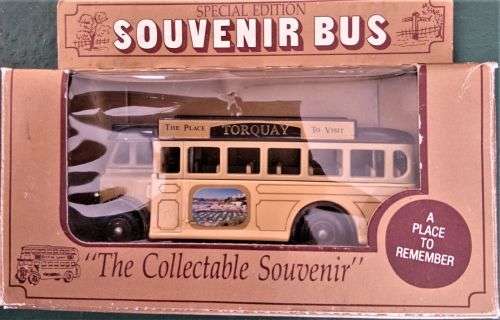 SPECIAL EDITION
SOUVENIR BUS
THE PLACE TORQUAY TO VISIT
A
PLACE
TO
REMEMBER
"The Collectable Souvenir"